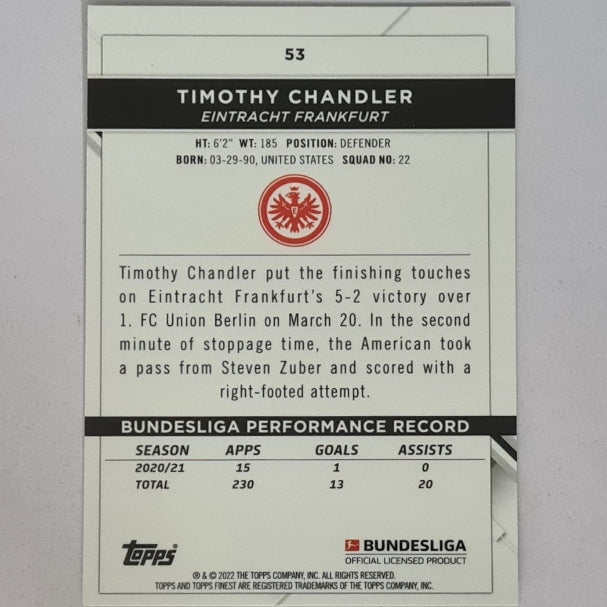 53
TIMOTHY CHANDLER
EINTRACHT FRANKFURT
HT: 6'2" WT: 185 POSITION: DEFENDER
BORN: 03-29-90, UNITED STATES SQUAD NO: 22
Timothy Chandler put the finishing touches
on Eintracht Frankfurt's 5-2 victory over
1. FC Union Berlin on March 20. In the second
minute of stoppage time, the American took
a pass from Steven Zuber and scored with a
right-footed attempt.
BUNDESLIGA PERFORMANCE RECORD
SEASON APPS GOALS ASSISTS
2020/21 15 1 0
TOTAL 230 13 20
Topps®
BUNDESLIGA
OFFICIAL LICENSED PRODUCT
® & © 2022 THE TOPPS COMPANY, INC. ALL RIGHTS RESERVED.
TOPPS AND TOPPS FINEST ARE REGISTERED TRADEMARKS OF THE TOPPS COMPANY, INC.